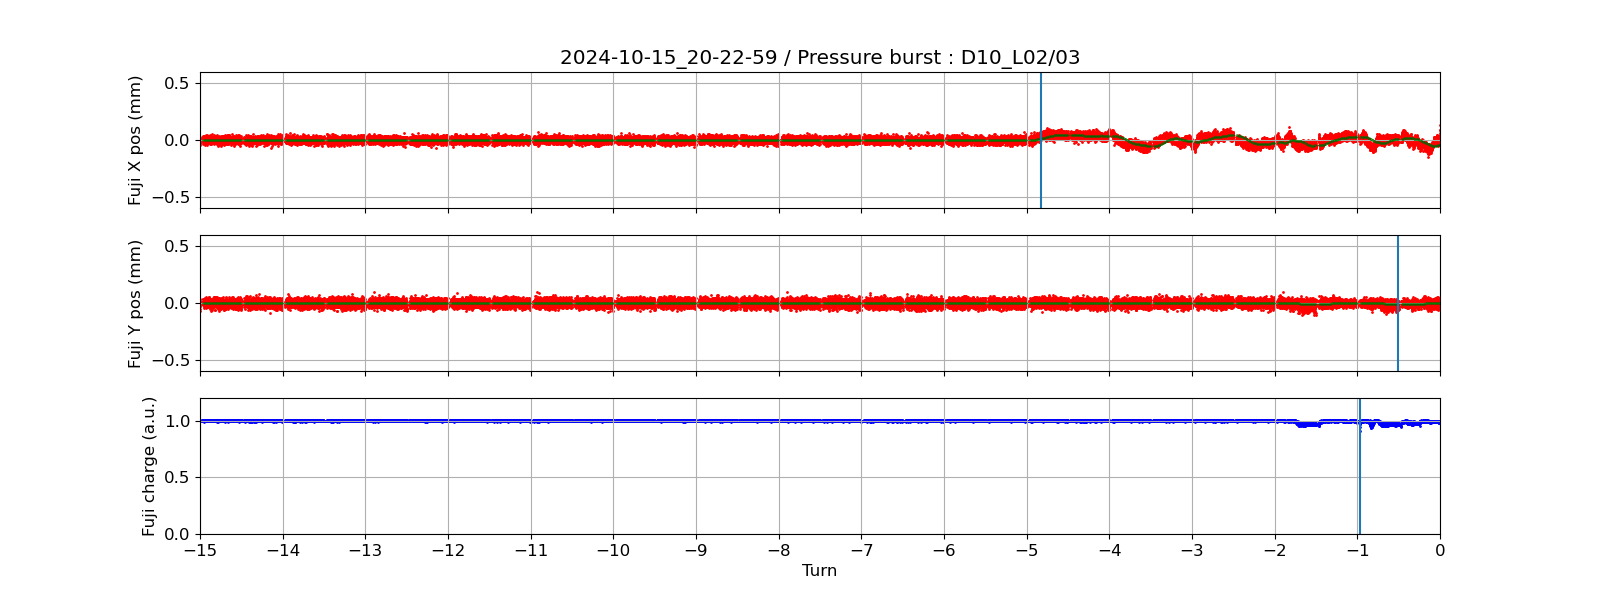 2024-10-15_20-22-59 / Pressure burst : D10_L02/03
Fuji X pos (mm)
0.5
0.0
−0.5
Fuji Y pos (mm)
0.5
0.0
−0.5
Fuji charge (a.u.)
1.0
0.5
0.0
−15 −14 −13 −12 −11 −10 −9 −8 −7 −6 −5 −4 −3 −2 −1 0
Turn